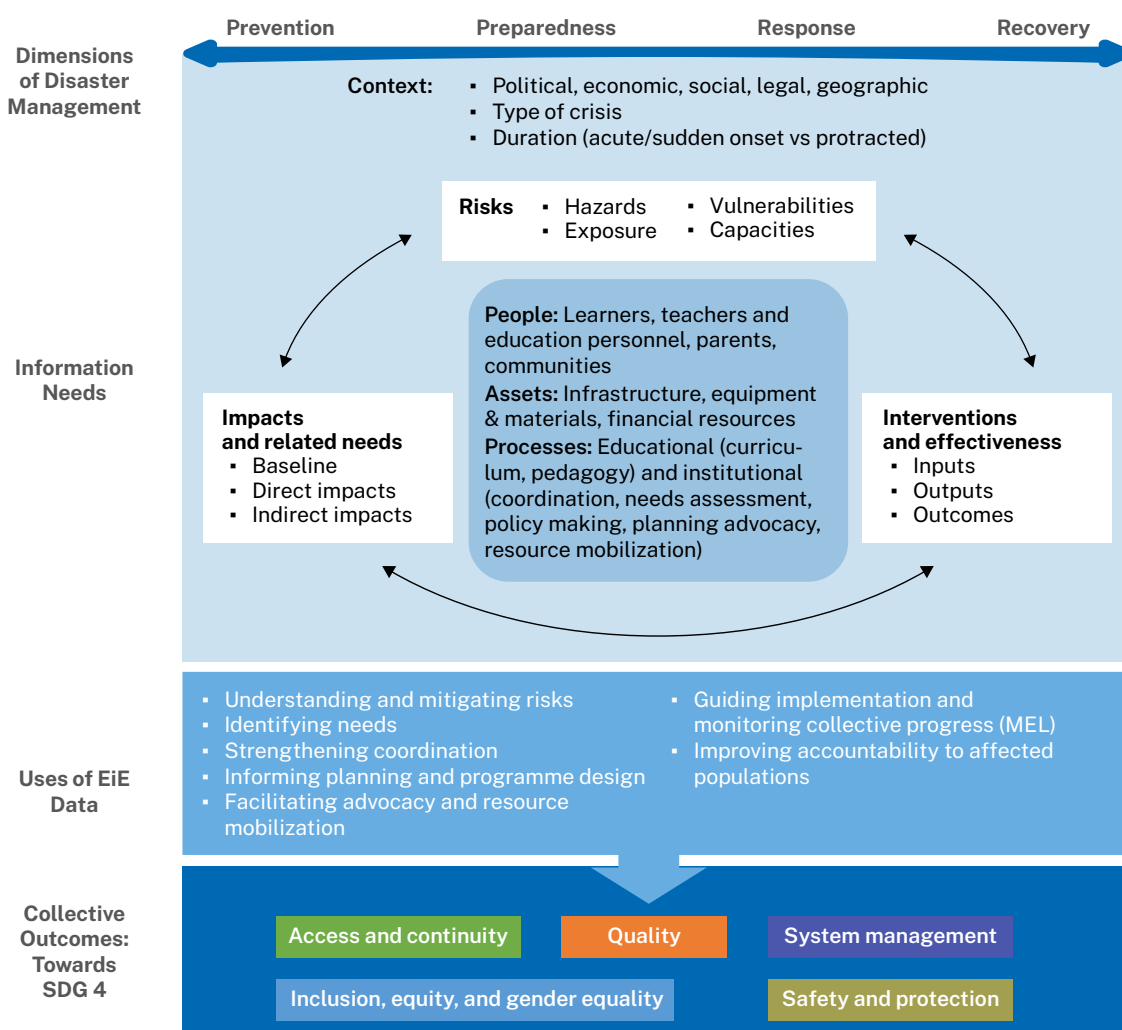 Prevention Preparedness Response Recovery
Dimensions
of Disaster
Management
Context:
▪ Political, economic, social, legal, geographic
▪ Type of crisis
▪ Duration (acute/sudden onset vs protracted)
Risks
▪ Hazards
▪ Exposure
▪ Vulnerabilities
▪ Capacities
Information
Needs
People: Learners, teachers and
education personnel, parents,
communities
Assets: Infrastructure, equipment
& materials, financial resources
Processes: Educational (curricu-
lum, pedagogy) and institutional
(coordination, needs assessment,
policy making, planning advocacy,
resource mobilization)
Impacts
and related needs
▪ Baseline
▪ Direct impacts
▪ Indirect impacts
Interventions
and effectiveness
▪ Inputs
▪ Outputs
▪ Outcomes
Uses of EiE
Data
▪ Understanding and mitigating risks
▪ Identifying needs
▪ Strengthening coordination
▪ Informing planning and programme design
▪ Facilitating advocacy and resource
mobilization
▪ Guiding implementation and
monitoring collective progress (MEL)
▪ Improving accountability to affected
populations
Collective
Outcomes:
Towards
SDG 4
Access and continuity
Quality
System management
Inclusion, equity, and gender equality
Safety and protection